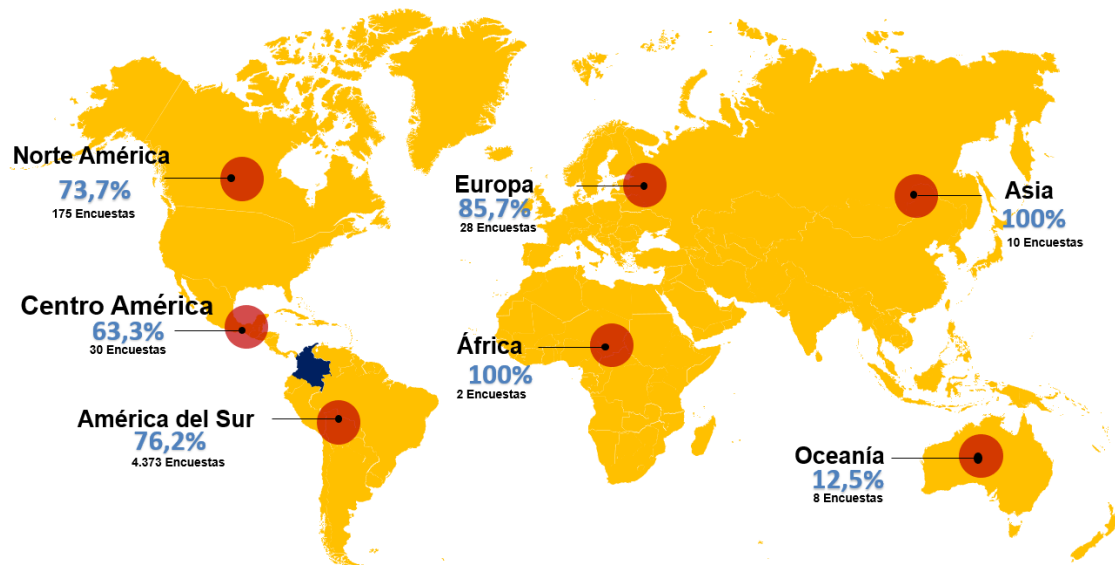 Norte América
73,7%
175 Encuestas
Europa
85,7%
28 Encuestas
Asia
100%
10 Encuestas
Centro América
63,3%
30 Encuestas
África
100%
2 Encuestas
América del Sur
76,2%
4.373 Encuestas
Oceanía
12,5%
8 Encuestas